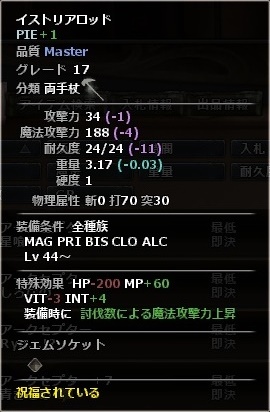 イストリアロッド
PIE+1
品質 Master
グレード 17
分類 両手杖
攻撃力 34 (-1)
魔法攻撃力 188 (-4)
耐久度 24/24 (-11)
重量 3.17 (-0.03)
硬度 1
物理属性 斬0 打70 突30
装備条件 全種族
MAG PRI BIS CLO ALC
Lv 44～
特殊効果 HP-200 MP+60
VIT-3 INT+4
装備時に 討伐数による魔法攻撃力上昇
ジェムソケット
祝福されている